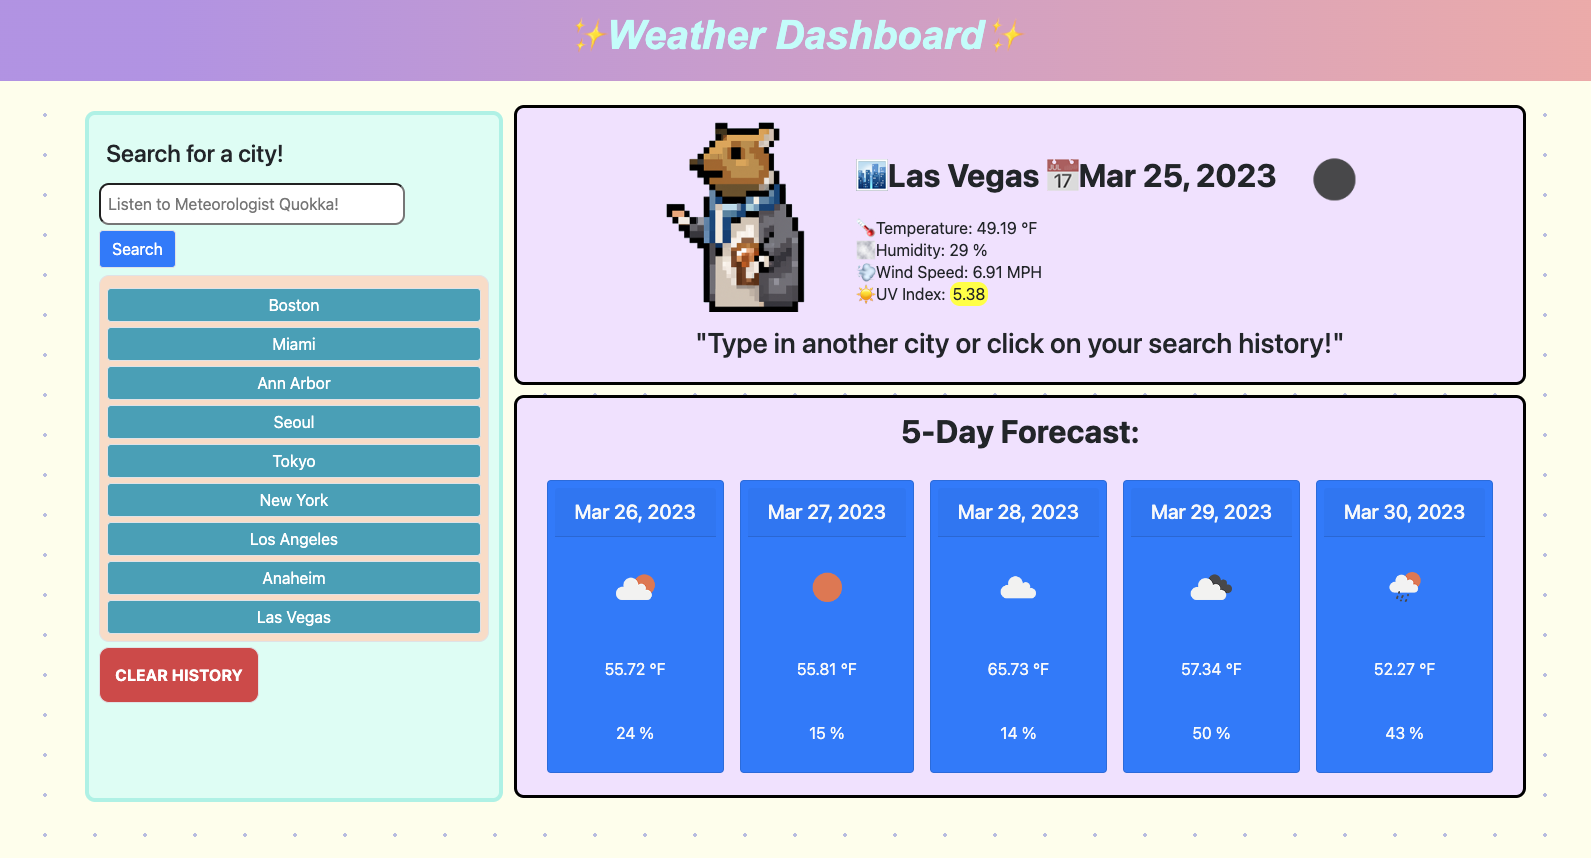 ✨Weather Dashboard✨
Search for a city!
Listen to Meteorologist Quokka!
Search
Boston
Miami
Ann Arbor
Seoul
Tokyo
New York
Los Angeles
Anaheim
Las Vegas
CLEAR HISTORY
🏙️Las Vegas 📅Mar 25, 2023
🌡️Temperature: 49.19 °F
🌫️Humidity: 29 %
💨Wind Speed: 6.91 MPH
☀️UV Index: 5.38
"Type in another city or click on your search history!"
5-Day Forecast:
Mar 26, 2023
55.72 °F
24 %
Mar 27, 2023
55.81 °F
15 %
Mar 28, 2023
65.73 °F
14 %
Mar 29, 2023
57.34 °F
50 %
Mar 30, 2023
52.27 °F
43 %